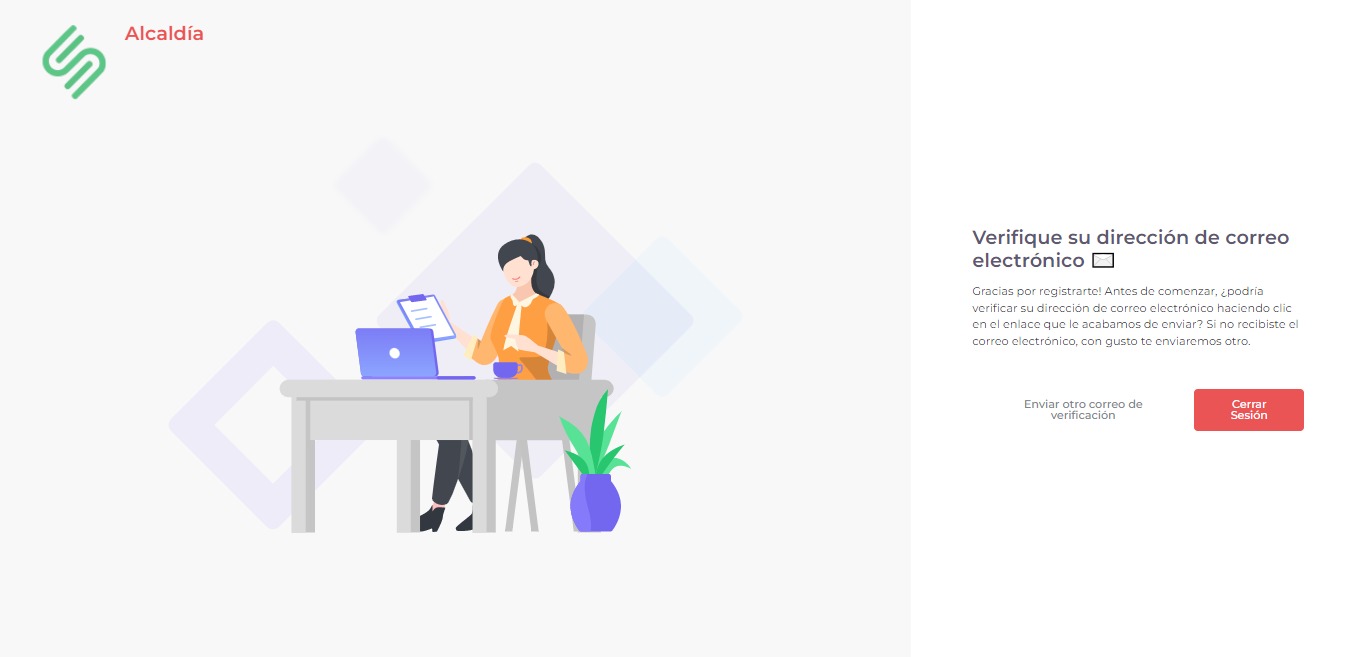 Alcaldía
Verifique su dirección de correo
electrónico ✉️
Gracias por registrarte! Antes de comenzar, ¿podría
verificar su dirección de correo electrónico haciendo clic
en el enlace que le acabamos de enviar? Si no recibiste el
correo electrónico, con gusto te enviaremos otro.
Enviar otro correo de
verificación
Cerrar
Sesión